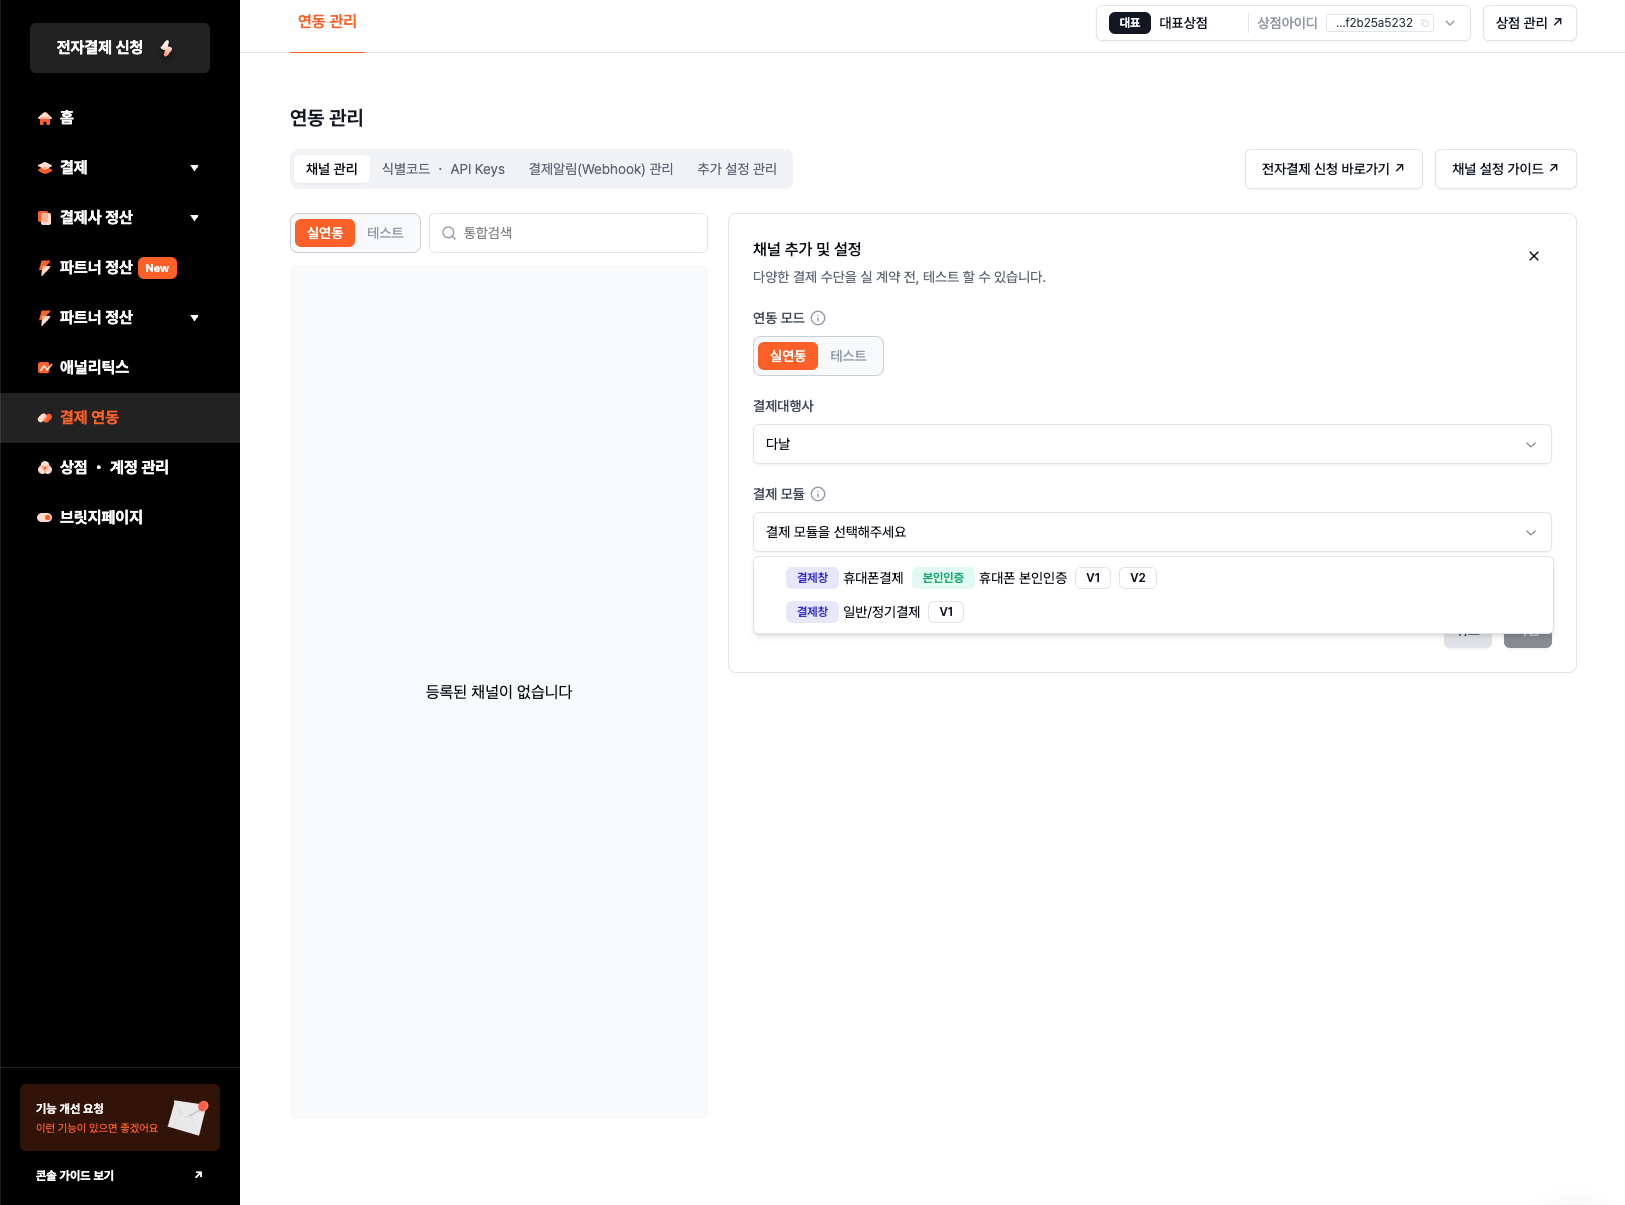 전자결제 신청
홈
결제
결제사 정산
파트너 정산 New
파트너 정산
애널리틱스
결제 연동
상점 · 계정 관리
브릿지페이지
기능 개선 요청
이런 기능이 있으면 좋겠어요
콘솔 가이드 보기
연동 관리
대표 대표상점 상점아이디 ...f2b25a5232
상점 관리
연동 관리
채널 관리 식별코드 · API Keys 결제알림(Webhook) 관리 추가 설정 관리
전자결제 신청 바로가기 채널 설정 가이드
실연동 테스트 통합검색
등록된 채널이 없습니다
채널 추가 및 설정
다양한 결제 수단을 실 계약 전, 테스트 할 수 있습니다.
연동 모드
실연동 테스트
결제대행사
다날
결제 모듈
결제 모듈을 선택해주세요
결제창 휴대폰결제 본인인증 휴대폰 본인인증 V1 V2
결제창 일반/정기결제 V1